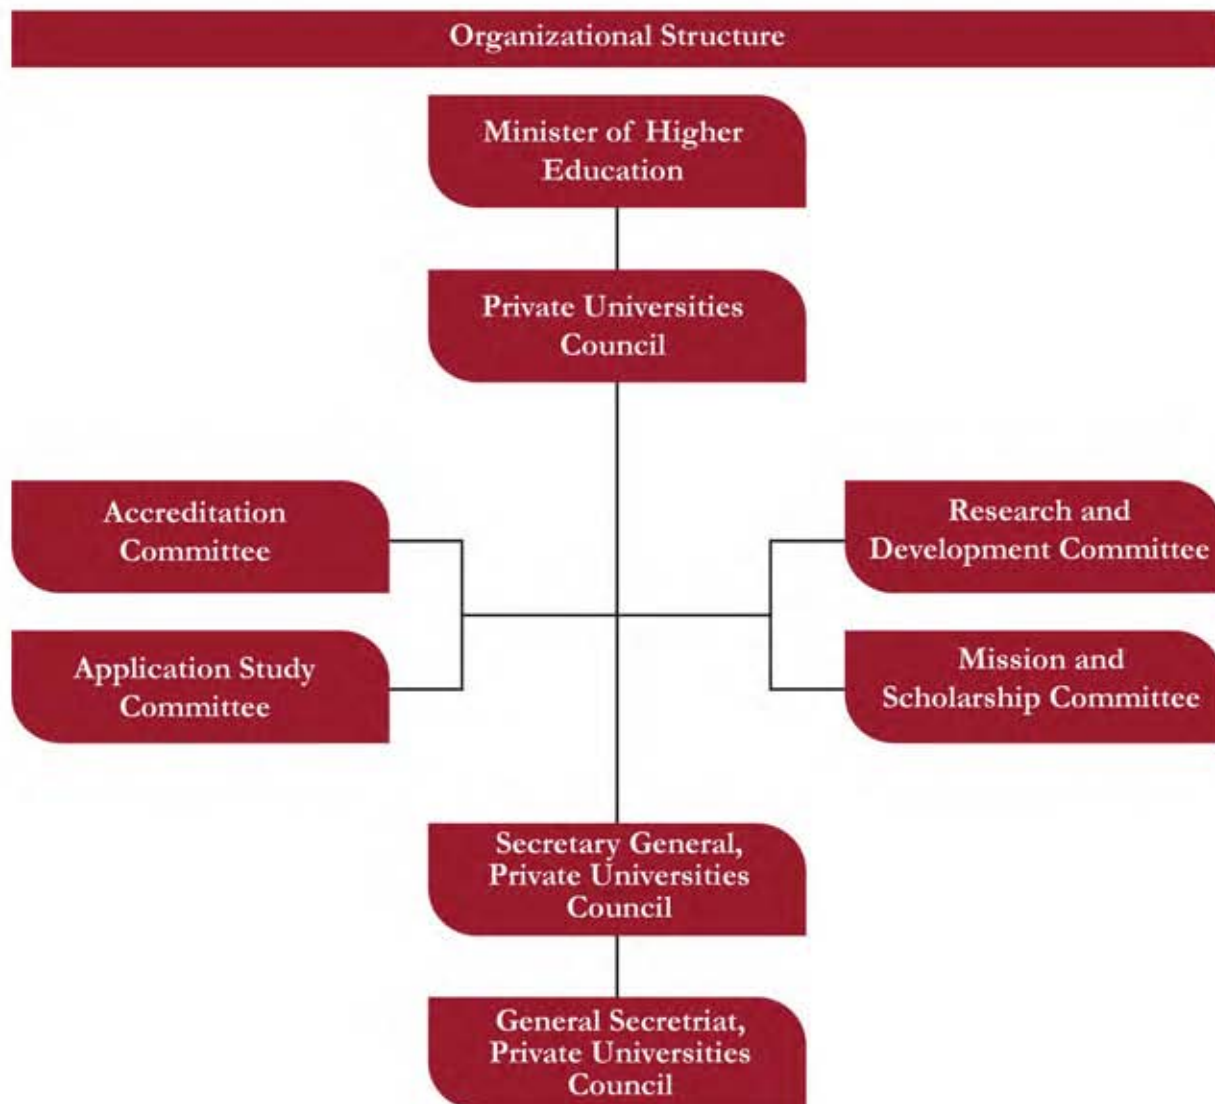 Organizational Structure
Minister of Higher
Education
Private Universities
Council
Accreditation
Committee
Research and
Development Committee
Application Study
Committee
Mission and
Scholarship Committee
Secretary General,
Private Universities
Council
General Secretriat,
Private Universities
Council